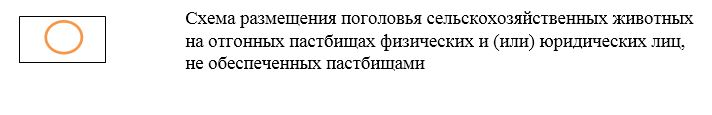 Схема размещения поголовья сельскохозяйственных животных
на отгонных пастбищах физических и (или) юридических лиц,
не обеспеченных пастбищами